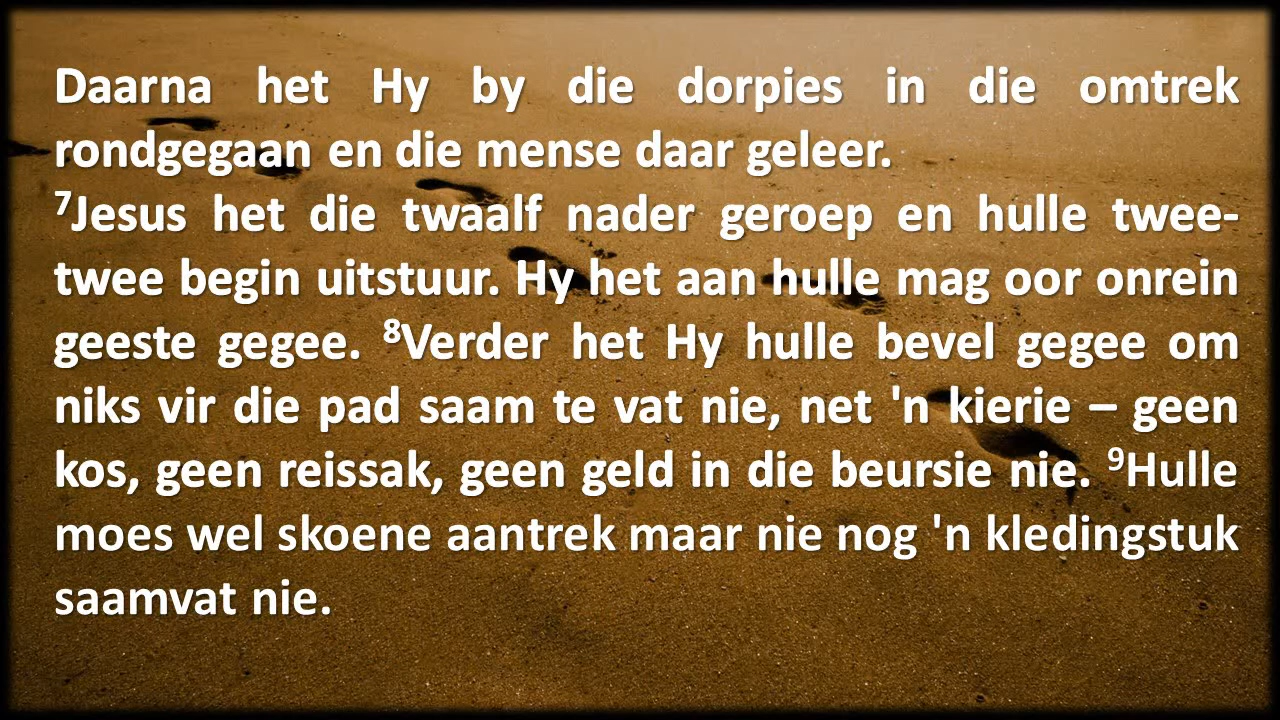 Daarna het Hy by die dorpies in die omtrek
rondgegaan en die mense daar geleer.
⁷Jesus het die twaalf nader geroep en hulle twee-
twee begin uitstuur. Hy het aan hulle mag oor onrein
geeste gegee. ⁸Verder het Hy hulle bevel gegee om
niks vir die pad saam te vat nie, net 'n kierie – geen
kos, geen reissak, geen geld in die beursie nie. ⁹Hulle
moes wel skoene aantrek maar nie nog 'n kledingstuk
saamvat nie.